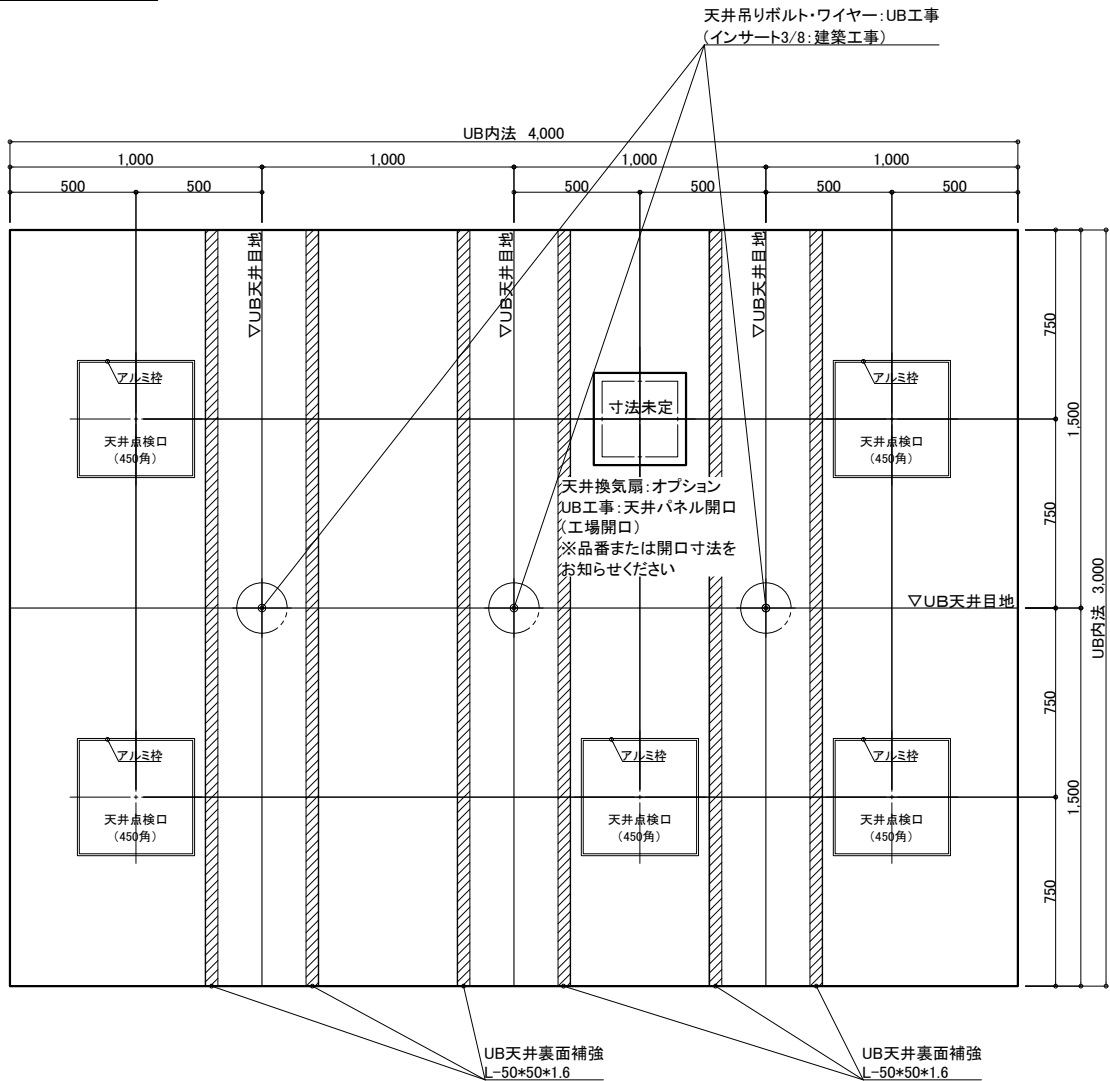 天井吊りボルト・ワイヤー：UB工事
(インサート3/8：建築工事)
UB内法 4,000
1,000
1,000
1,000
1,000
500
500
500
500
500
500
▽UB天井目地
▽UB天井目地
▽UB天井目地
アルミ枠
天井点検口
(450角)
寸法未定
アルミ枠
天井点検口
(450角)
天井換気扇：オプション
UB工事：天井パネル開口
(工場開口)
※品番または開口寸法を
お知らせください
▽UB天井目地
750
750
750
750
1,500
1,500
UB内法 3,000
アルミ枠
天井点検口
(450角)
アルミ枠
天井点検口
(450角)
アルミ枠
天井点検口
(450角)
UB天井裏面補強
L-50*50*1.6
UB天井裏面補強
L-50*50*1.6